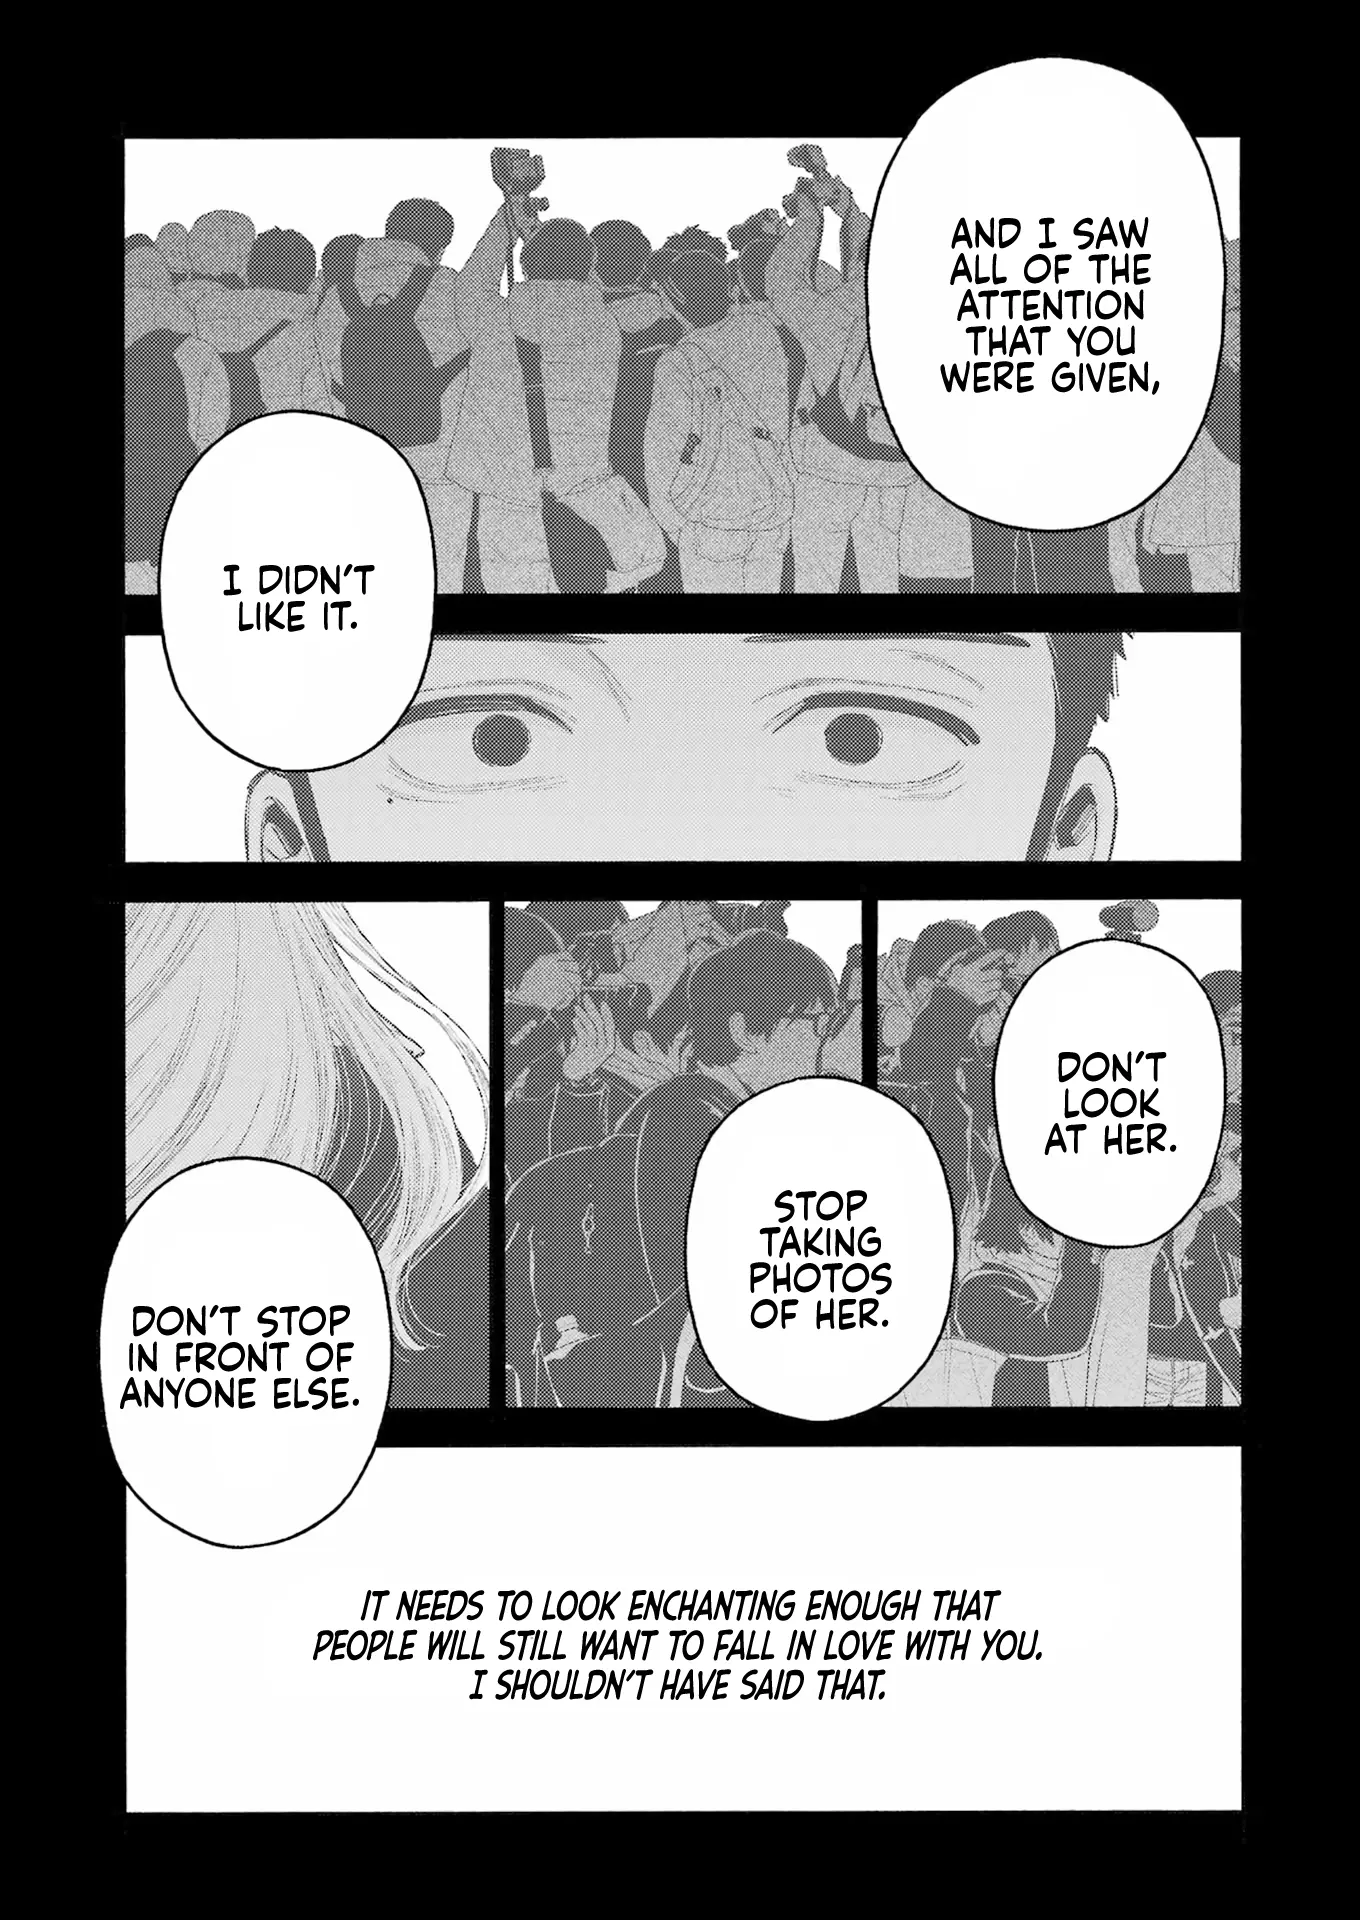 AND I SAW
ALL OF THE
ATTENTION
THAT YOU
WERE GIVEN,
I DIDN'T
LIKE IT.
DON'T
LOOK
AT HER.
STOP
TAKING
PHOTOS
OF HER.
DON'T STOP
IN FRONT OF
ANYONE ELSE.
IT NEEDS TO LOOK ENCHANTING ENOUGH THAT
PEOPLE WILL STILL WANT TO FALL IN LOVE WITH YOU.
I SHOULDN'T HAVE SAID THAT.